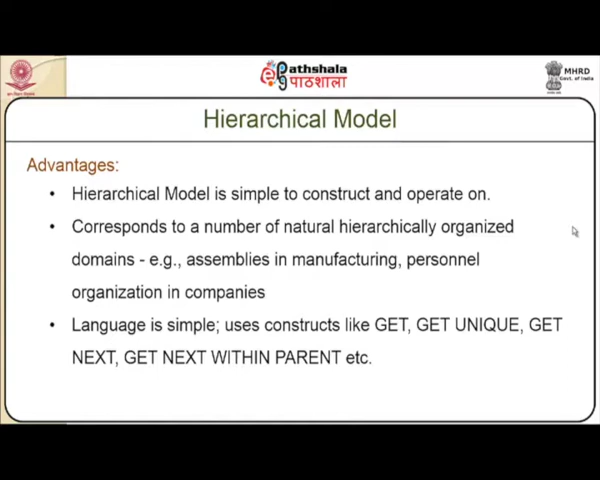 Pathshala
पाठशाला
MHRD
Govt. of India
Hierarchical Model
Advantages:
• Hierarchical Model is simple to construct and operate on.
• Corresponds to a number of natural hierarchically organized
domains - e.g., assemblies in manufacturing, personnel
organization in companies
• Language is simple; uses constructs like GET, GET UNIQUE, GET
NEXT, GET NEXT WITHIN PARENT etc.